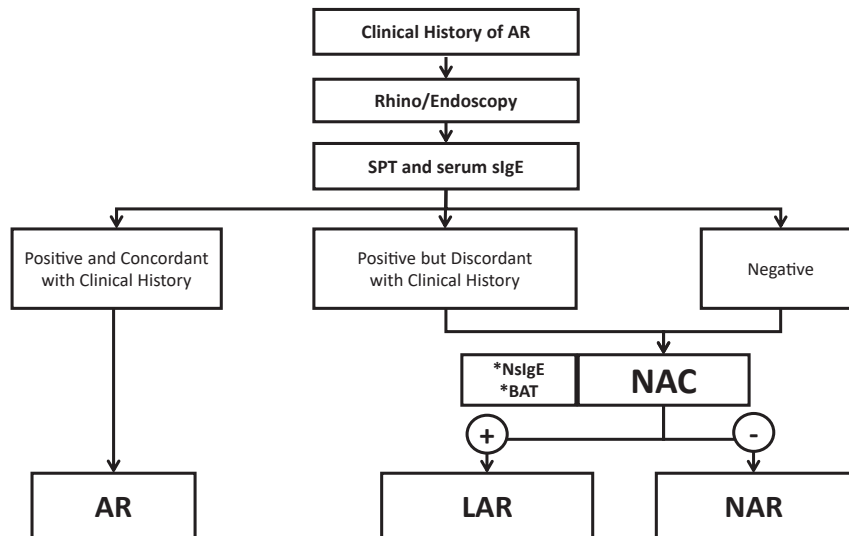 Clinical History of AR
Rhino/Endoscopy
SPT and serum sIgE
Positive and Concordant
with Clinical History
Positive but Discordant
with Clinical History
Negative
*NsIgE
*BAT
NAC
+
-
AR
LAR
NAR